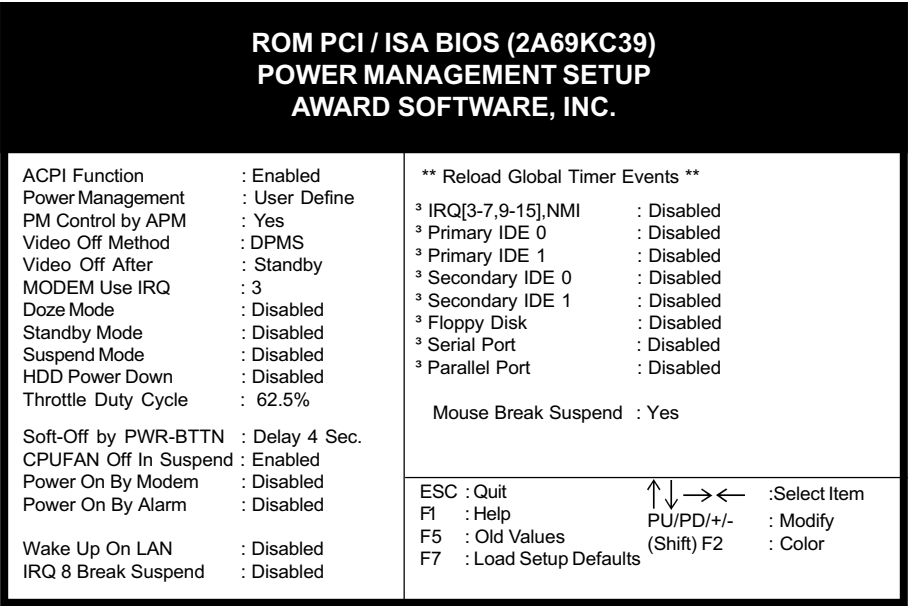 ROM PCI / ISA BIOS (2A69KC39)
POWER MANAGEMENT SETUP
AWARD SOFTWARE, INC.
ACPI Function : Enabled
Power Management : User Define
PM Control by APM : Yes
Video Off Method : DPMS
Video Off After : Standby
MODEM Use IRQ : 3
Doze Mode : Disabled
Standby Mode : Disabled
Suspend Mode : Disabled
HDD Power Down : Disabled
Throttle Duty Cycle : 62.5%
Soft-Off by PWR-BTTN : Delay 4 Sec.
CPUFAN Off In Suspend : Enabled
Power On By Modem : Disabled
Power On By Alarm : Disabled
Wake Up On LAN : Disabled
IRQ 8 Break Suspend : Disabled
** Reload Global Timer Events **
³ IRQ[3-7,9-15],NMI : Disabled
³ Primary IDE 0 : Disabled
³ Primary IDE 1 : Disabled
³ Secondary IDE 0 : Disabled
³ Secondary IDE 1 : Disabled
³ Floppy Disk : Disabled
³ Serial Port : Disabled
³ Parallel Port : Disabled
Mouse Break Suspend : Yes
ESC : Quit ↑↓→← :Select Item
F1 : Help PU/PD/+/- : Modify
F5 : Old Values (Shift) F2 : Color
F7 : Load Setup Defaults